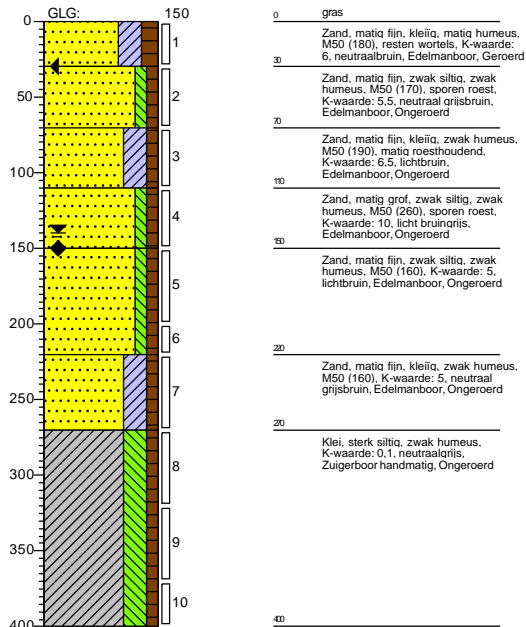 GLG: 150
0
50
100
150
200
250
300
350
400
1
2
3
4
5
6
7
8
9
10
0
gras
Zand, matig fijn, kleiïg, matig humeus,
M50 (180), resten wortels, K-waarde:
6, neutraalbruin, Edelmanboor, Geroerd
30
Zand, matig fijn, zwak siltig, zwak
humeus, M50 (170), sporen roest,
K-waarde: 5,5, neutraal grijsbruin,
Edelmanboor, Ongeroerd
70
Zand, matig fijn, kleiïg, zwak humeus,
M50 (190), matig roesthoudend,
K-waarde: 6,5, lichtbruin,
Edelmanboor, Ongeroerd
110
Zand, matig grof, zwak siltig, zwak
humeus, M50 (260), sporen roest,
K-waarde: 10, licht bruingrijs,
Edelmanboor, Ongeroerd
150
Zand, matig fijn, zwak siltig, zwak
humeus, M50 (160), K-waarde: 5,
lichtbruin, Edelmanboor, Ongeroerd
220
Zand, matig fijn, kleiïg, zwak humeus,
M50 (160), K-waarde: 5, neutraal
grijsbruin, Edelmanboor, Ongeroerd
270
Klei, sterk siltig, zwak humeus,
K-waarde: 0,1, neutraalgrijs,
Zuigerboor handmatig, Ongeroerd
400